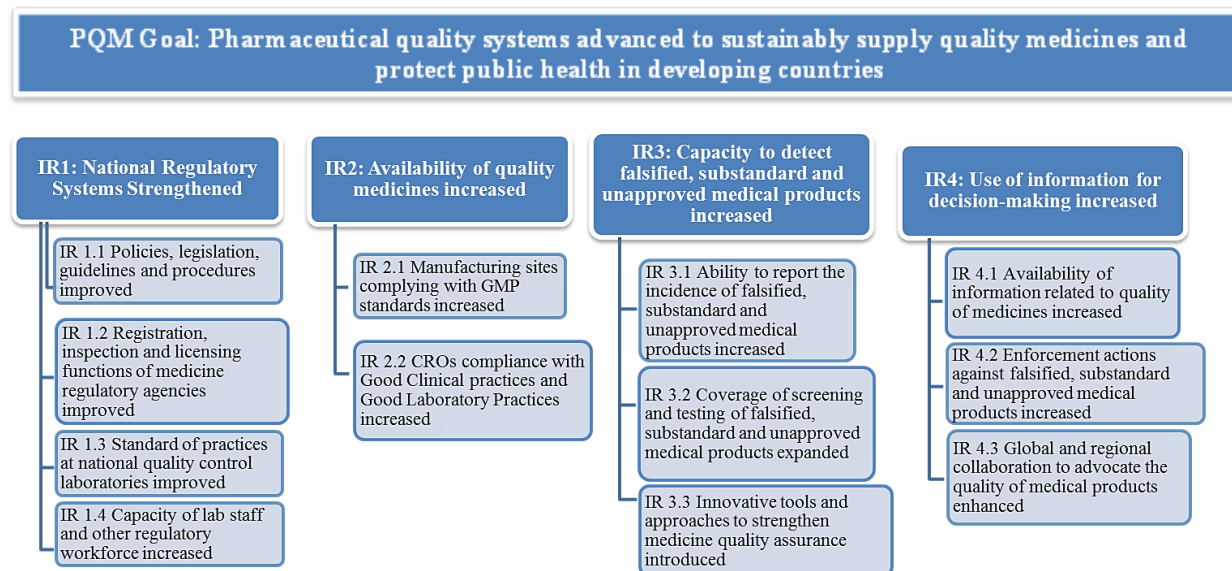 PQM Goal: Pharmaceutical quality systems advanced to sustainably supply quality medicines and
protect public health in developing countries
IR1: National Regulatory
Systems Strengthened
IR 1.1 Policies, legislation,
guidelines and procedures
improved
IR 1.2 Registration,
inspection and licensing
functions of medicine
regulatory agencies
improved
IR 1.3 Standard of practices
at national quality control
laboratories improved
IR 1.4 Capacity of lab staff
and other regulatory
workforce increased
IR2: Availability of quality
medicines increased
IR 2.1 Manufacturing sites
complying with GMP
standards increased
IR 2.2 CROs compliance with
Good Clinical practices and
Good Laboratory Practices
increased
IR3: Capacity to detect
falsified, substandard and
unapproved medical products
increased
IR 3.1 Ability to report the
incidence of falsified,
substandard and
unapproved medical
products increased
IR 3.2 Coverage of screening
and testing of falsified,
substandard and unapproved
medical products expanded
IR 3.3 Innovative tools and
approaches to strengthen
medicine quality assurance
introduced
IR4: Use of information for
decision-making increased
IR 4.1 Availability of
information related to quality
of medicines increased
IR 4.2 Enforcement actions
against falsified, substandard
and unapproved medical
products increased
IR 4.3 Global and regional
collaboration to advocate the
quality of medical products
enhanced